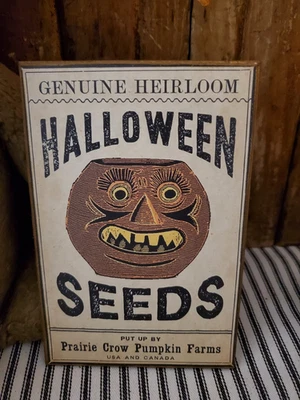 GENUINE HEIRLOOM
HALLOWEEN
SEEDS
PUT UP BY
Prairie Crow Pumpkin Farms
USA AND CANADA